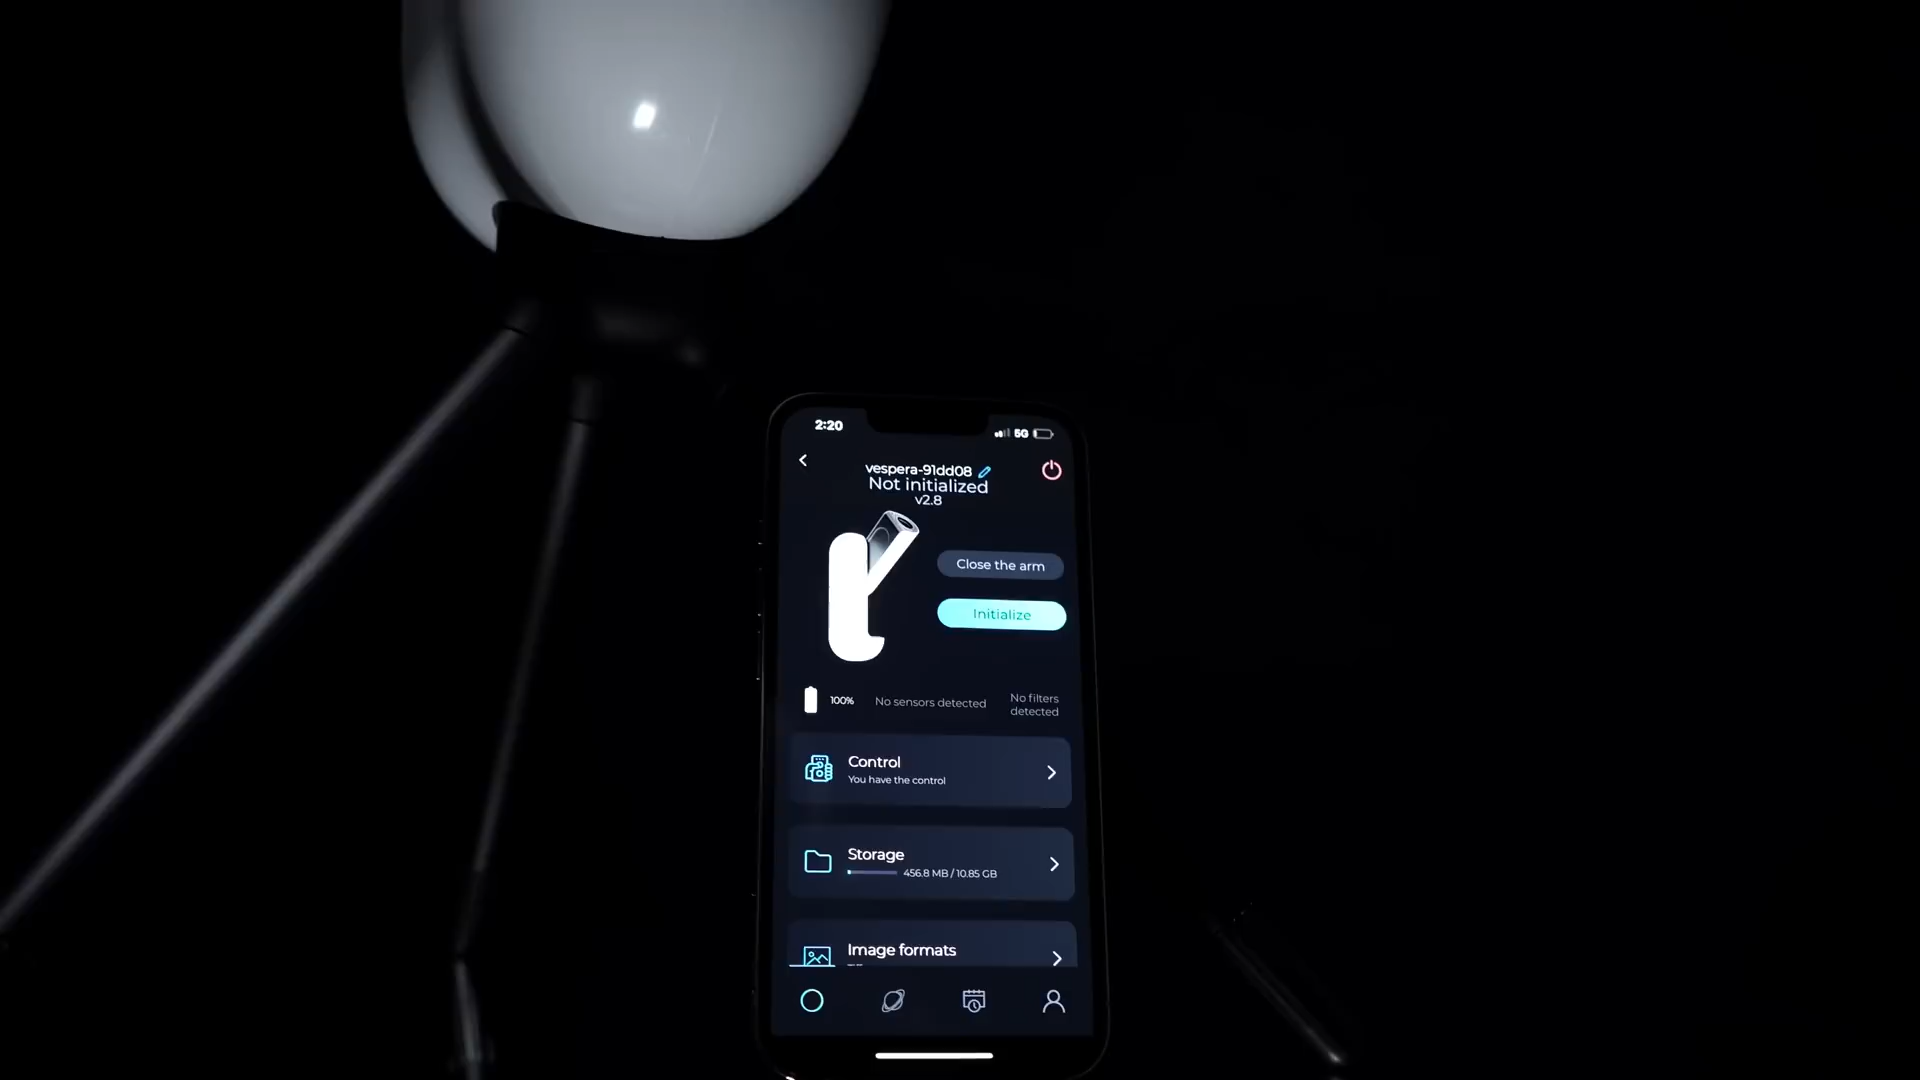 2:20
5G
vespera-91dd08
Not initialized
v2.8
Close the arm
Initialize
100%
No sensors detected
No filters
detected
Control
You have the control
Storage
456.8 MB / 10.85 GB
Image formats